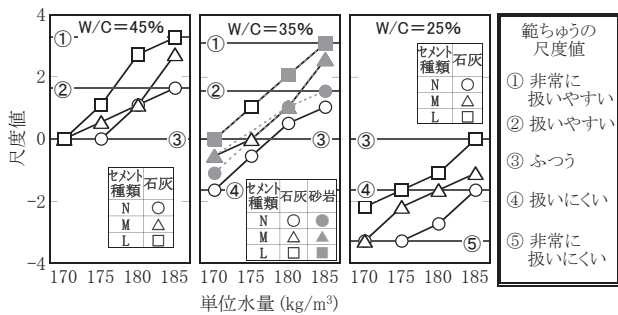 W/C＝45%
W/C＝35%
W/C＝25%
尺度値
4
2
0
−2
−4
①
②
③
セメント種類 石灰
N ○
M △
L □
①
②
③
④
セメント種類 石灰 砂岩
N ○ ●
M △ ▲
L □ ■
セメント種類 石灰
N ○
M △
L □
③
④
⑤
170 175 180 185
170 175 180 185
170 175 180 185
単位水量 (kg/m³)
範ちゅうの
尺度値
① 非常に
扱いやすい
② 扱いやすい
③ ふつう
④ 扱いにくい
⑤ 非常に
扱いにくい